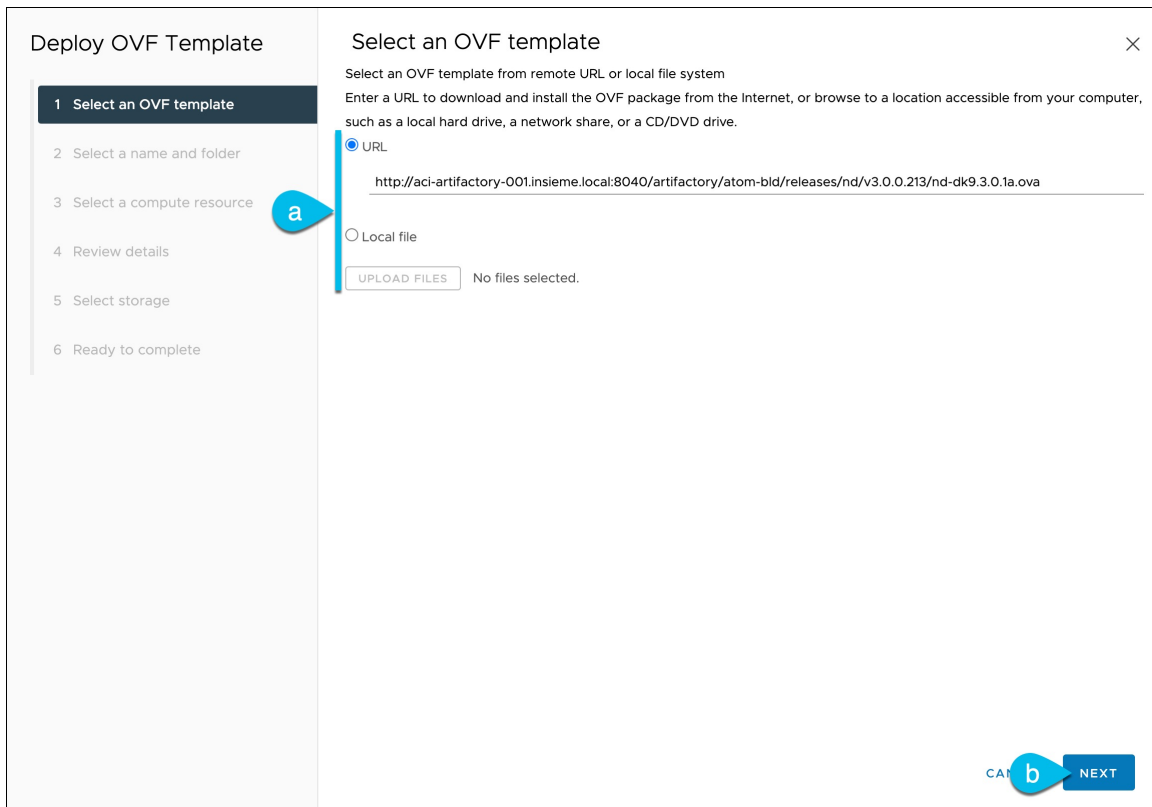 Deploy OVF Template
1 Select an OVF template
2 Select a name and folder
3 Select a compute resource
4 Review details
5 Select storage
6 Ready to complete
Select an OVF template
Select an OVF template from remote URL or local file system
Enter a URL to download and install the OVF package from the Internet, or browse to a location accessible from your computer,
such as a local hard drive, a network share, or a CD/DVD drive.
URL
http://aci-artifactory-001.insieme.local:8040/artifactory/atom-bld/releases/nd/v3.0.0.213/nd-dk9.3.0.1a.ova
a
Local file
UPLOAD FILES No files selected.
b NEXT